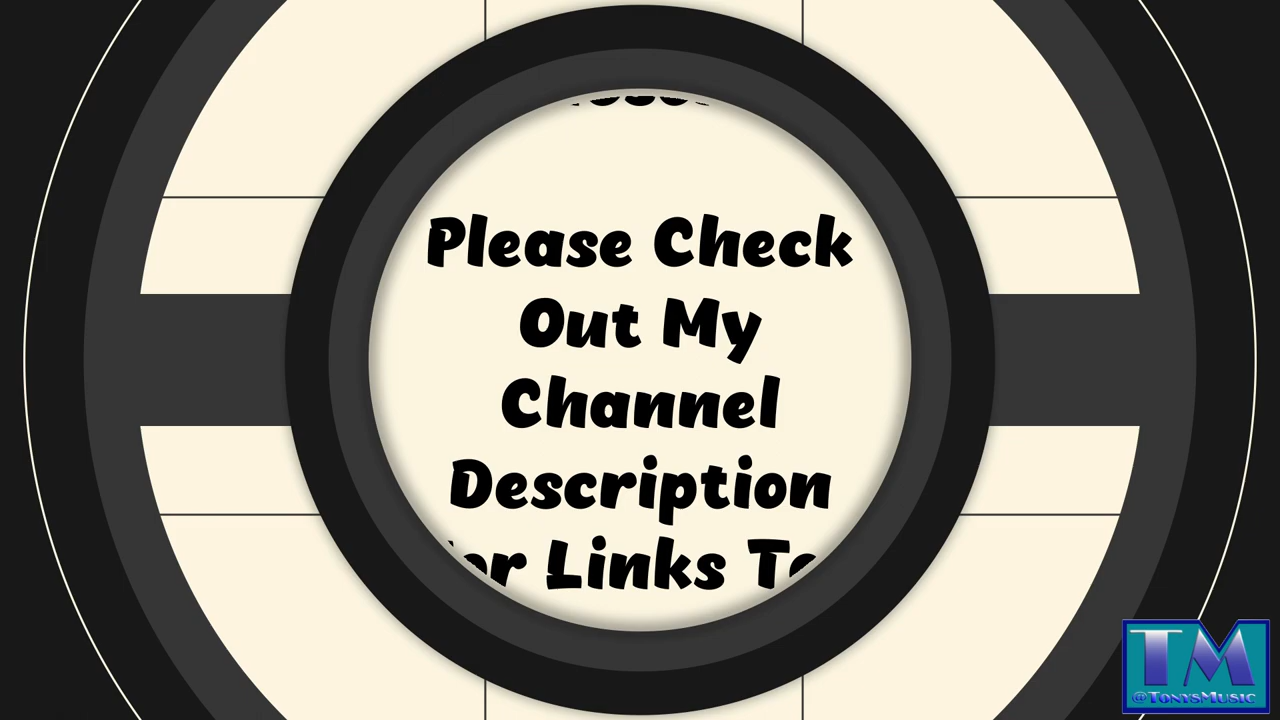 Please Check
Out My
Channel
Description
Links
TM
@TonysMusic